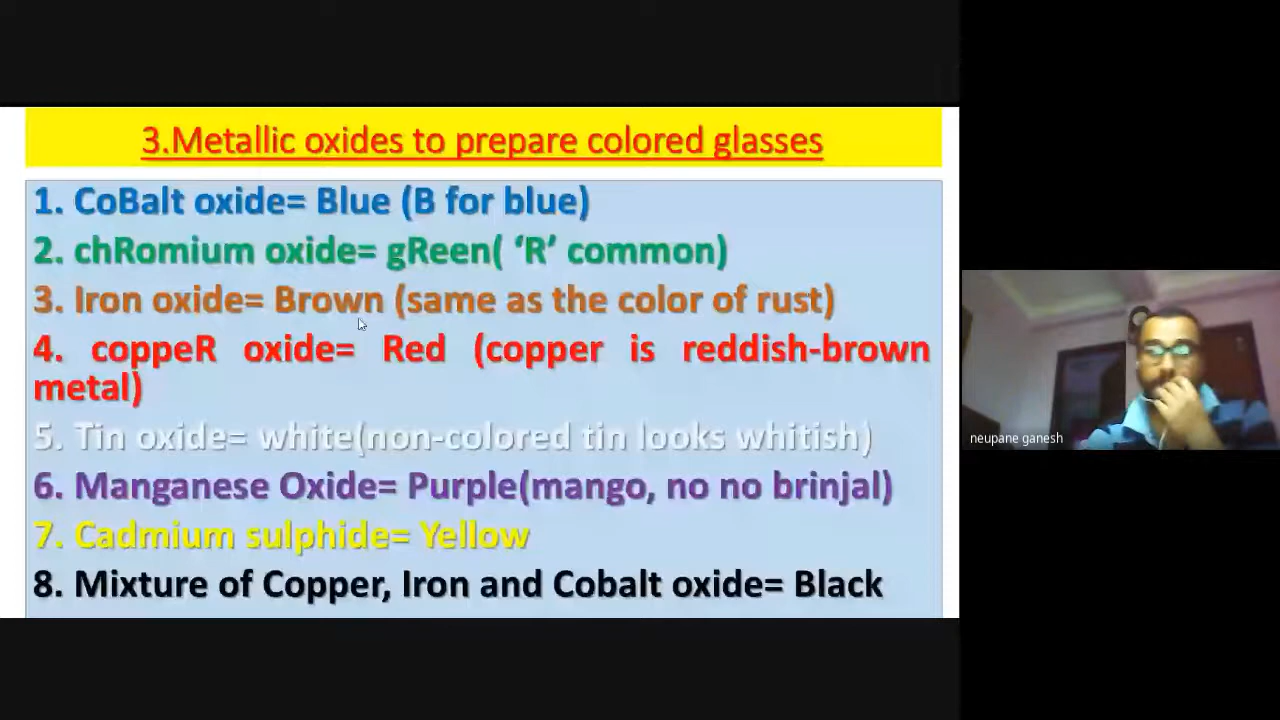 3.Metallic oxides to prepare colored glasses
1. CoBalt oxide= Blue (B for blue)
2. chRomium oxide= gReen( ‘R’ common)
3. Iron oxide= Brown (same as the color of rust)
4. coppeR oxide= Red (copper is reddish-brown
metal)
5. Tin oxide= white(non-colored tin looks whitish)
6. Manganese Oxide= Purple(mango, no no brinjal)
7. Cadmium sulphide= Yellow
8. Mixture of Copper, Iron and Cobalt oxide= Black
neupane ganesh